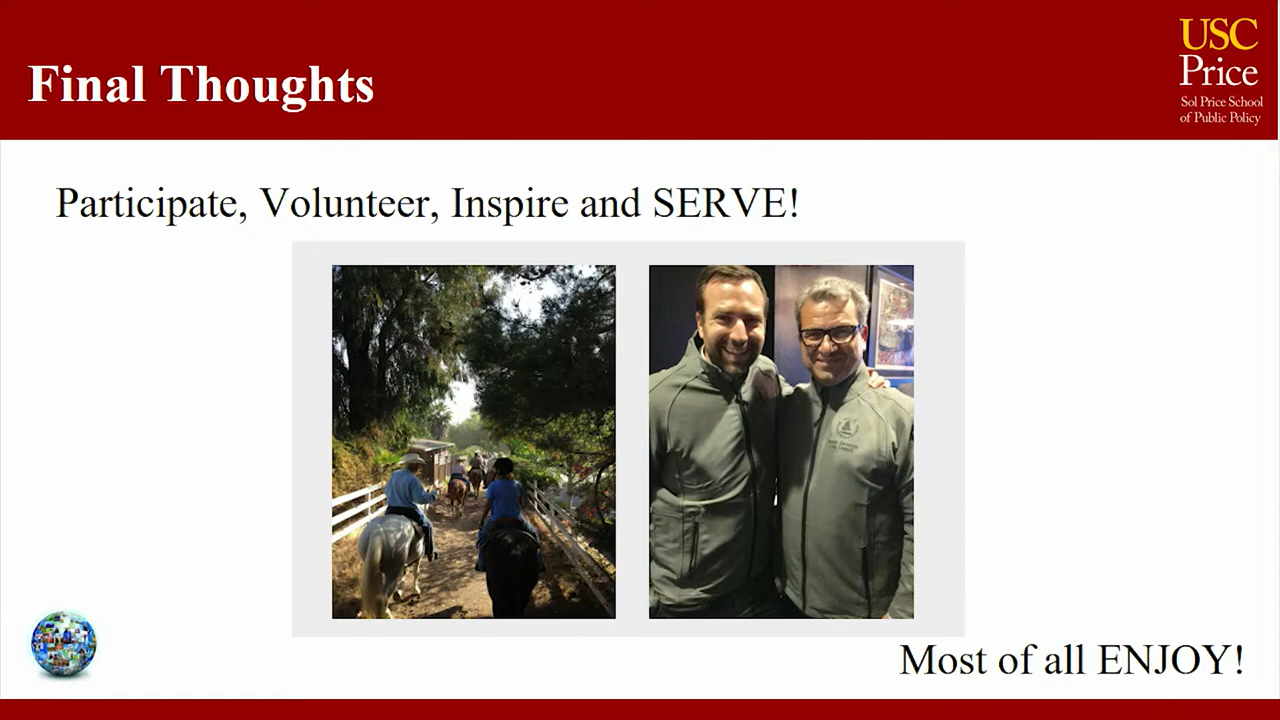 Final Thoughts
USC
Price
Sol Price School
of Public Policy
Participate, Volunteer, Inspire and SERVE!
Most of all ENJOY!